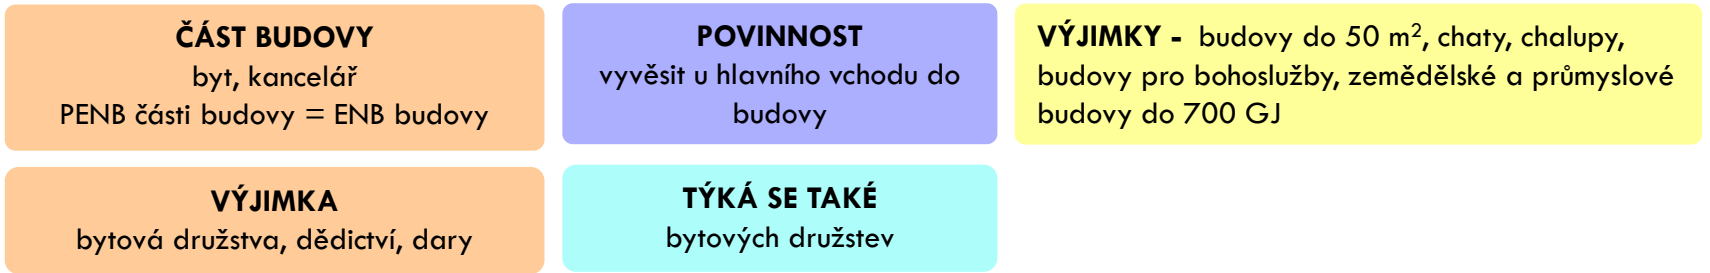 ČÁST BUDOVY
byt, kancelář
PENB části budovy = ENB budovy
VÝJIMKA
bytová družstva, dědictví, dary
POVINNOST
vyvěsit u hlavního vchodu do
budovy
TÝKÁ SE TAKÉ
bytových družstev
VÝJIMKY - budovy do 50 m², chaty, chalupy,
budovy pro bohoslužby, zemědělské a průmyslové
budovy do 700 GJ